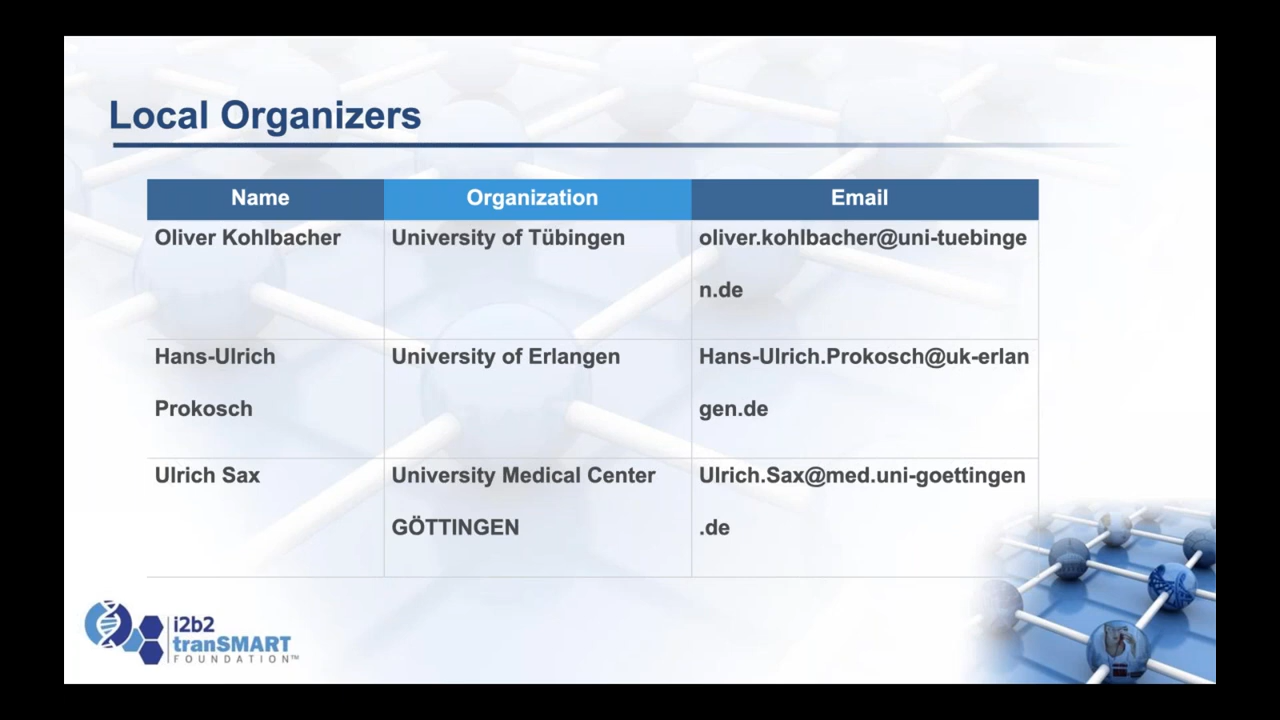 Local Organizers
Name Organization Email
Oliver Kohlbacher University of Tübingen oliver.kohlbacher@uni-tuebinge
n.de
Hans-Ulrich University of Erlangen Hans-Ulrich.Prokosch@uk-erlan
Prokosch gen.de
Ulrich Sax University Medical Center Ulrich.Sax@med.uni-goettingen
GÖTTINGEN .de
i2b2
tranSMART
FOUNDATION™